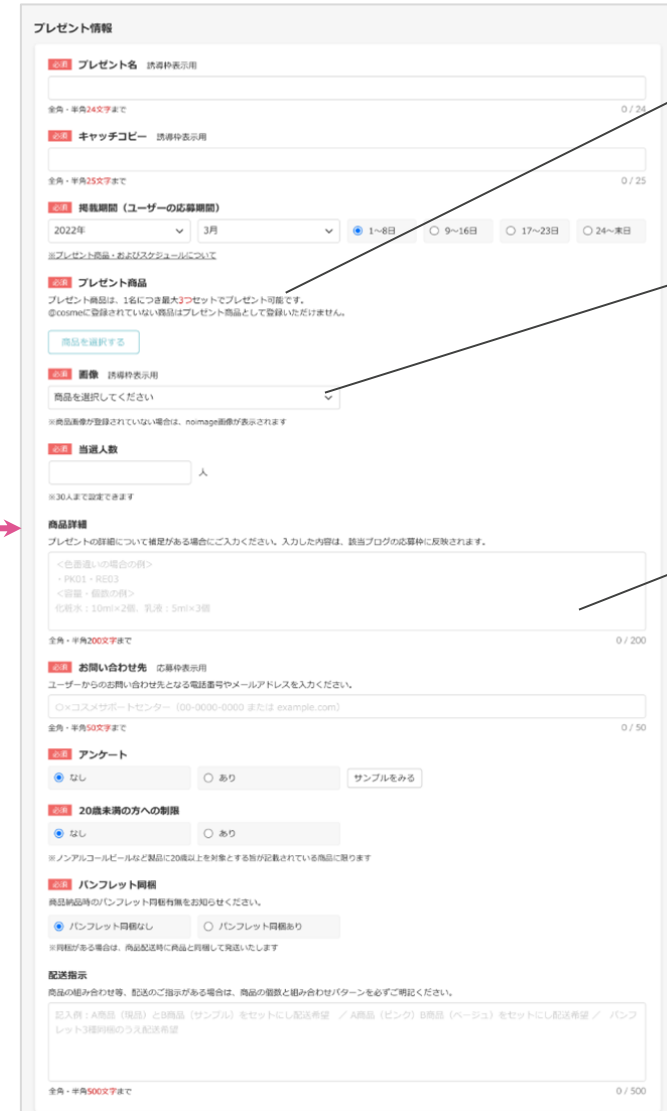 プレゼント情報
必須 プレゼント名 誘導枠表示用
全角・半角24文字まで 0 / 24
必須 キャッチコピー 誘導枠表示用
全角・半角25文字まで 0 / 25
必須 掲載期間（ユーザーの応募期間）
2022年 3月 1～8日 9～16日 17～23日 24～末日
※プレゼント商品・およびスケジュールについて
必須 プレゼント商品
プレゼント商品は、1名につき最大3つセットでプレゼント可能です。
@cosmeに登録されていない商品はプレゼント商品として登録いただけません。
商品を選択する
必須 画像 誘導枠表示用
商品を選択してください
※商品画像が登録されていない場合は、noimage画像が表示されます
必須 当選人数
人
※30人まで設定できます
商品詳細
プレゼントの詳細について補足がある場合にご入力ください。入力した内容は、該当ブログの応募枠に反映されます。
＜色番違いの場合の例＞
・PK01・RE03
＜容量・個数の例＞
化粧水：10ml×2個、乳液：5ml×3個
全角・半角200文字まで 0 / 200
必須 お問い合わせ先 応募枠表示用
ユーザーからのお問い合わせ先となる電話番号やメールアドレスを入力ください。
○×コスメサポートセンター（00-0000-0000 または example.com）
全角・半角50文字まで 0 / 50
必須 アンケート
なし あり サンプルをみる
必須 20歳未満の方への制限
なし あり
※ノンアルコールビールなど製品に20歳以上を対象とする旨が記載されている商品に限ります
必須 パンフレット同梱
商品納品時のパンフレット同梱有無をお知らせください。
パンフレット同梱なし パンフレット同梱あり
※同梱がある場合は、商品配送時に商品と同梱して発送いたします
配送指示
商品の組み合わせ等、配送のご指示がある場合は、商品の個数と組み合わせパターンを必ずご明記ください。
記入例：A商品（現品）とB商品（サンプル）をセットにし配送希望 ／ A商品（ピンク）B商品（ベージュ）をセットにし配送希望 ／ パンフ
レット3種同梱のうえ配送希望
全角・半角500文字まで 0 / 500